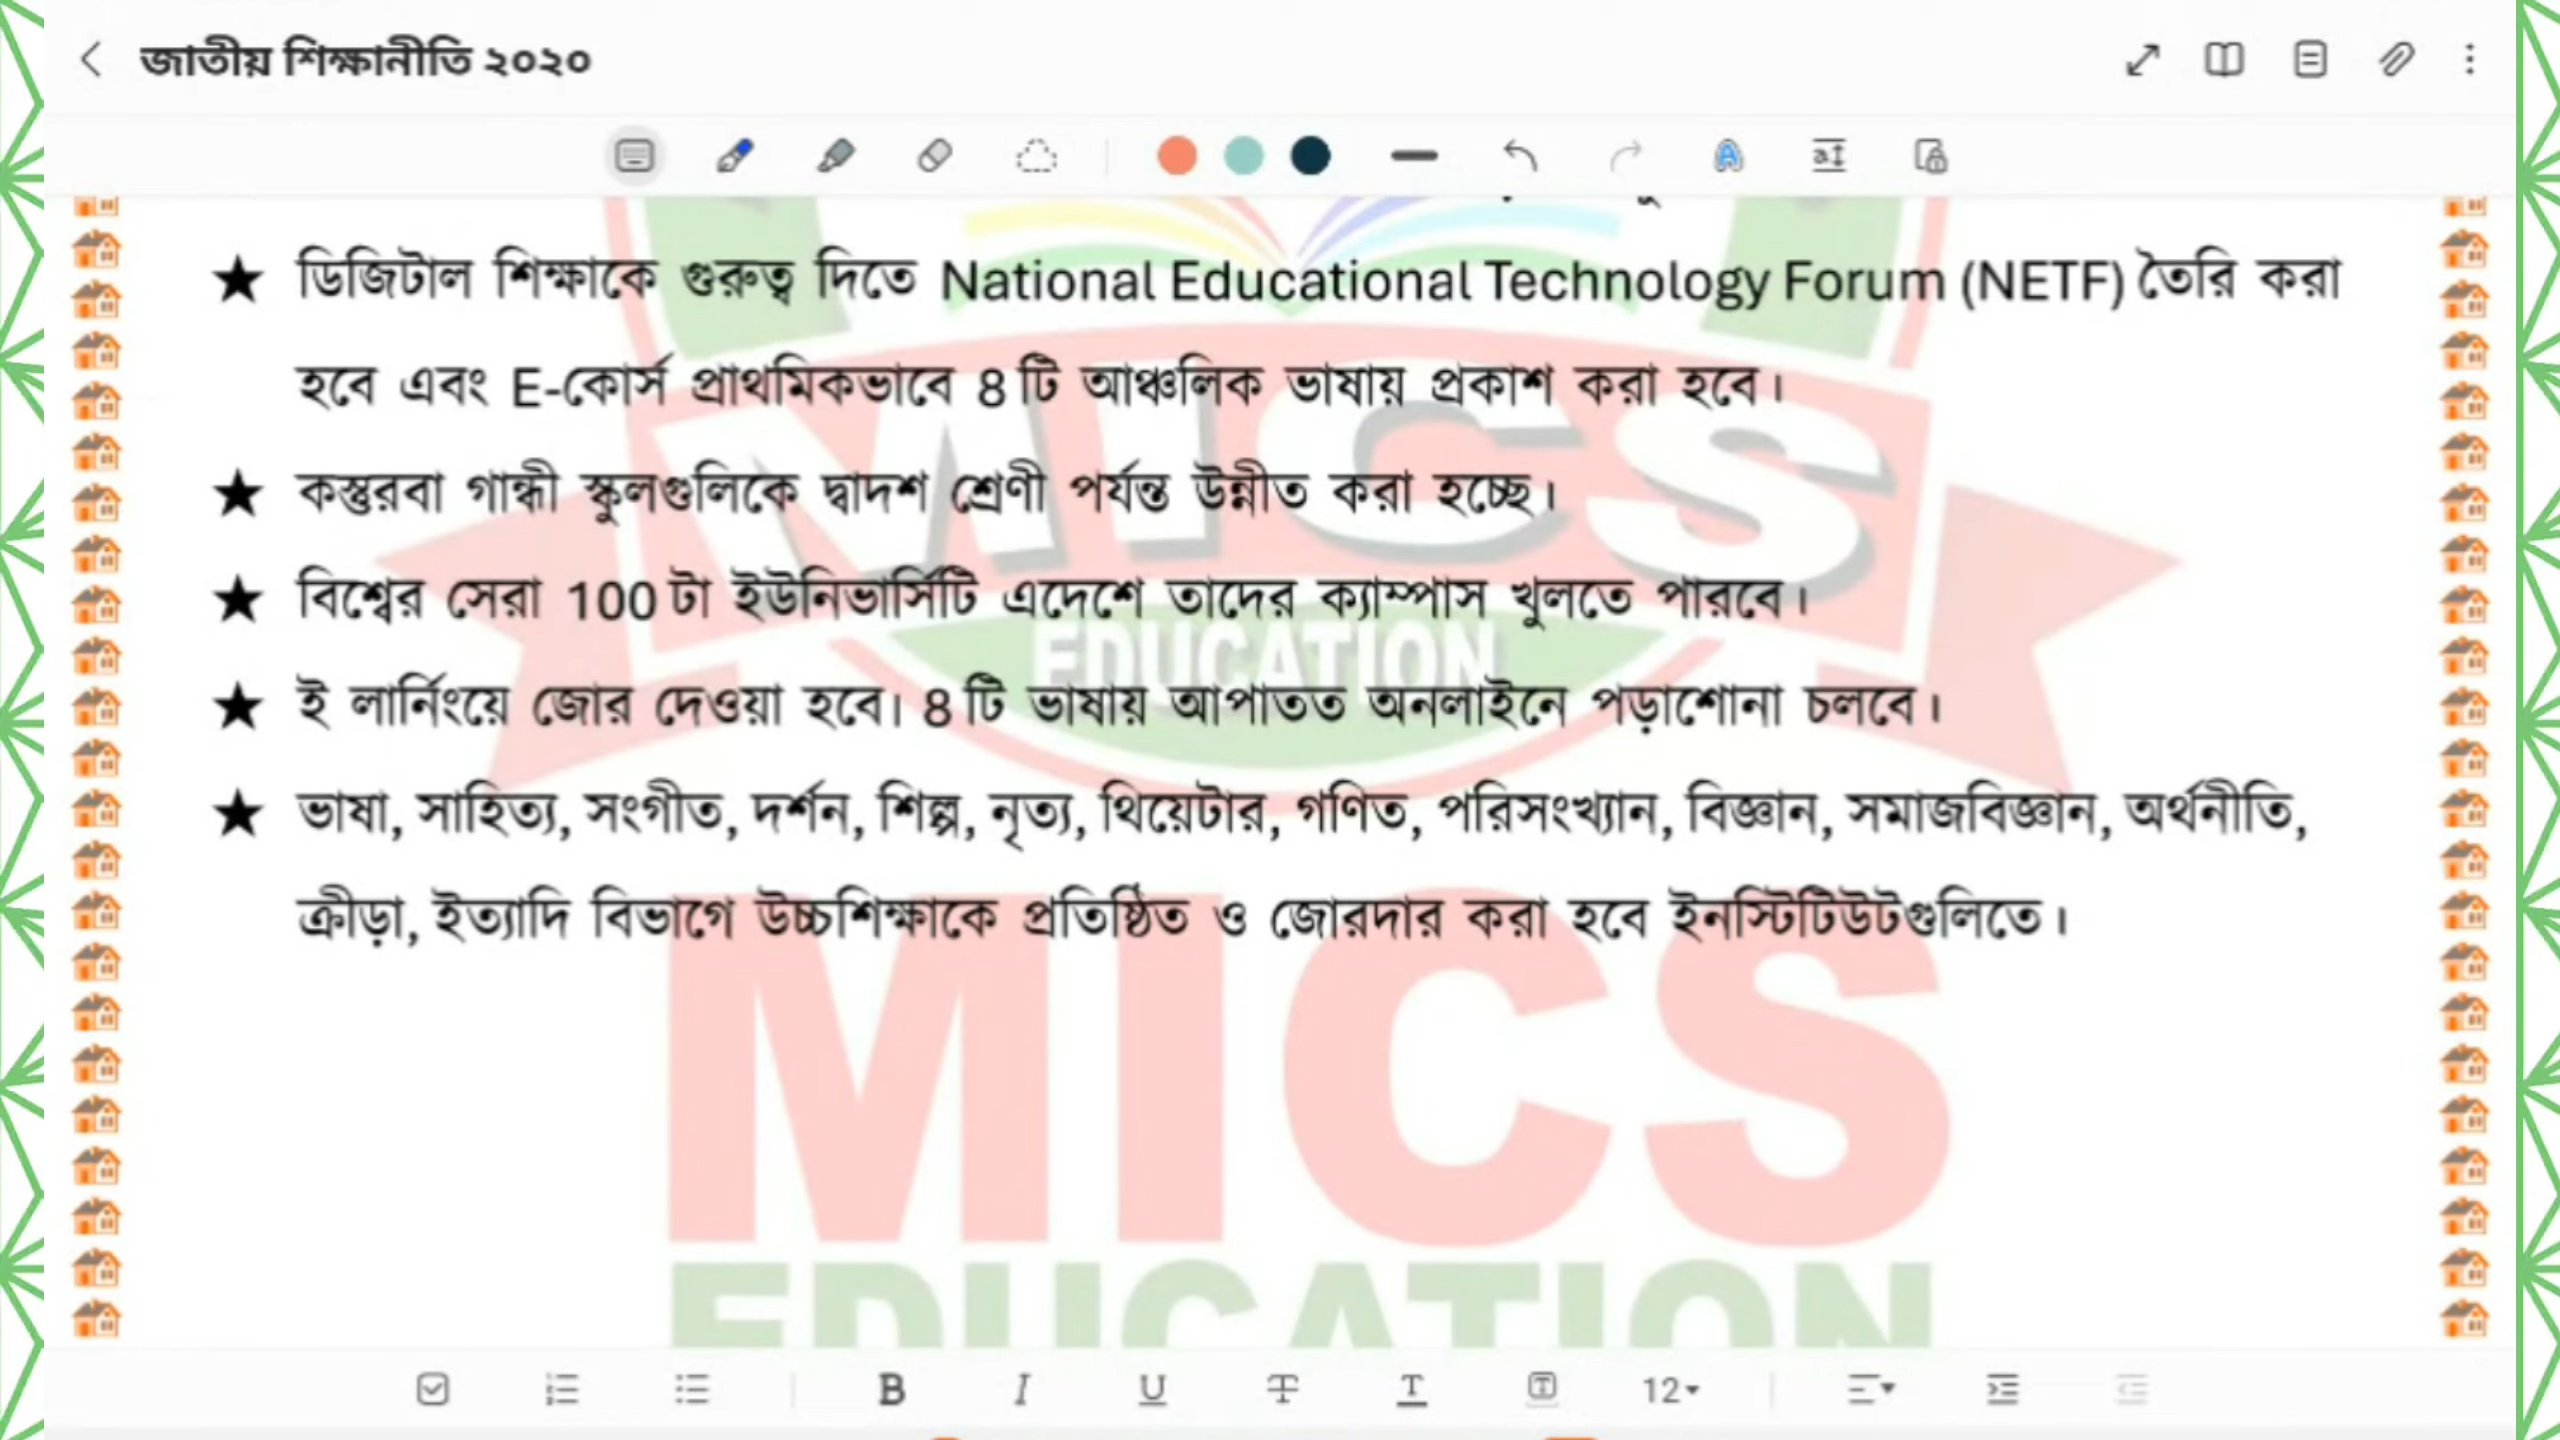 জাতীয় শিক্ষানীতি ২০২০
★ ডিজিটাল শিক্ষাকে গুরুত্ব দিতে National Educational Technology Forum (NETF) তৈরি করা
হবে এবং E-কোর্স প্রাথমিকভাবে 8 টি আঞ্চলিক ভাষায় প্রকাশ করা হবে।
★ কস্তুরবা গান্ধী স্কুলগুলিকে দ্বাদশ শ্রেণী পর্যন্ত উন্নীত করা হচ্ছে।
★ বিশ্বের সেরা 100 টা ইউনিভার্সিটি এদেশে তাদের ক্যাম্পাস খুলতে পারবে।
★ ই লার্নিংয়ে জোর দেওয়া হবে। 8 টি ভাষায় আপাতত অনলাইনে পড়াশোনা চলবে।
★ ভাষা, সাহিত্য, সংগীত, দর্শন, শিল্প, নৃত্য, থিয়েটার, গণিত, পরিসংখ্যান, বিজ্ঞান, সমাজবিজ্ঞান, অর্থনীতি,
ক্রীড়া, ইত্যাদি বিভাগে উচ্চশিক্ষাকে প্রতিষ্ঠিত ও জোরদার করা হবে ইনস্টিটিউটগুলিতে।
MICS
EDUCATION
MICS
EDUCATION
B I U T T T 12